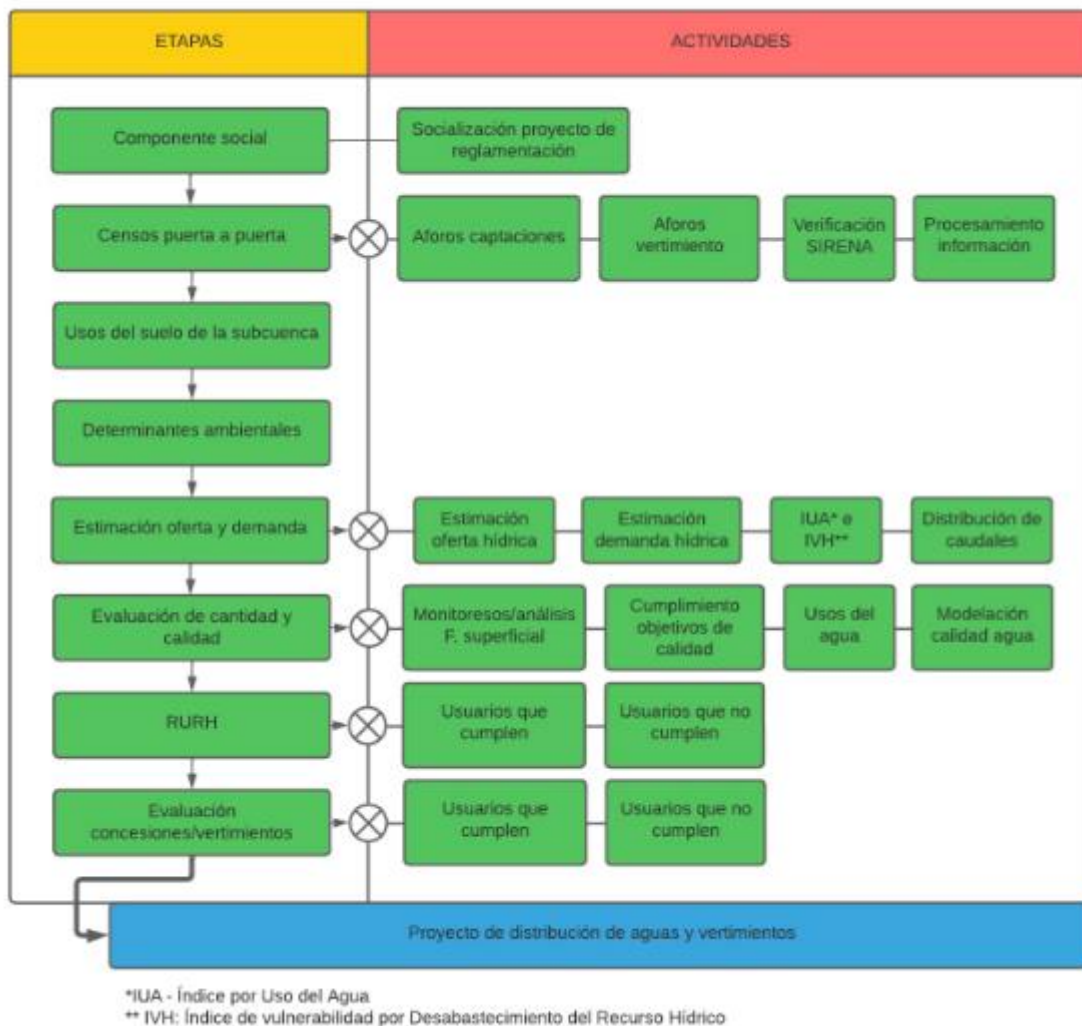 ETAPAS
ACTIVIDADES
Componente social
Socialización proyecto de
reglamentación
Censos puerta a puerta
Aforos captaciones
Aforos
vertimiento
Verificación
SIRENA
Procesamiento
información
Usos del suelo de la subcuenca
Determinantes ambientales
Estimación oferta y demanda
Estimación
oferta hídrica
Estimación
demanda hídrica
IUA* e
IVH**
Distribución de
caudales
Evaluación de cantidad y
calidad
Monitoresos/análisis
F. superficial
Cumplimiento
objetivos de
calidad
Usos del
agua
Modelación
calidad agua
RURH
Usuarios que
cumplen
Usuarios que no
cumplen
Evaluación
concesiones/vertimientos
Usuarios que
cumplen
Usuarios que no
cumplen
Proyecto de distribución de aguas y vertimientos
*IUA - Índice por Uso del Agua
** IVH: Índice de vulnerabilidad por Desabastecimiento del Recurso Hídrico